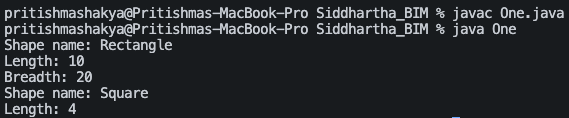 pritishmashakya@Pritishmas-MacBook-Pro Siddhartha_BIM % javac One.java
pritishmashakya@Pritishmas-MacBook-Pro Siddhartha_BIM % java One
Shape name: Rectangle
Length: 10
Breadth: 20
Shape name: Square
Length: 4